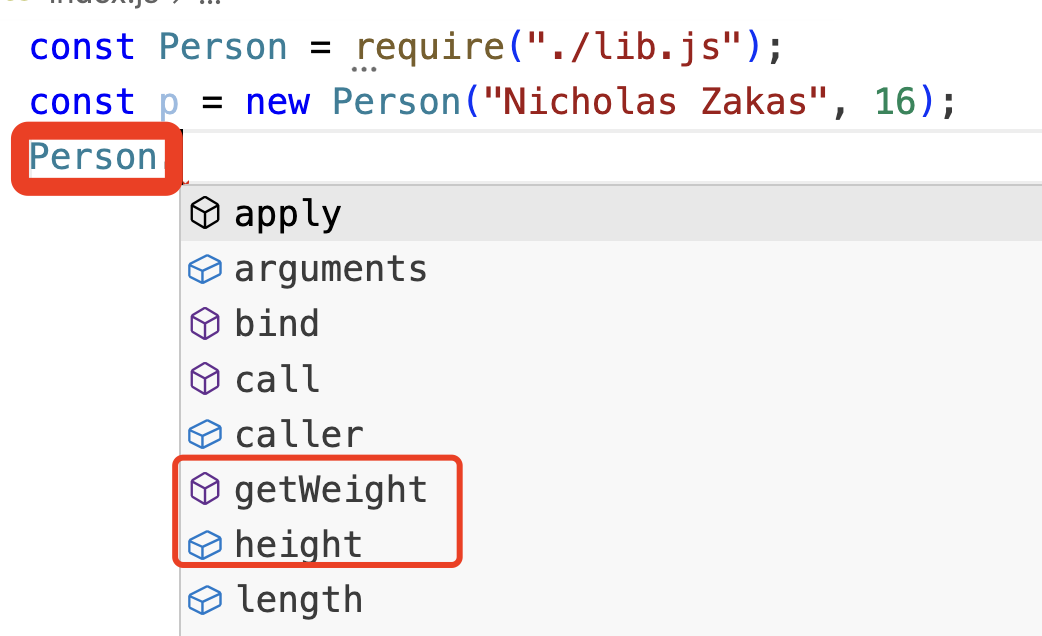 index.js > ...
const Person = require("./lib.js");
const p = new Person("Nicholas Zakas", 16);
Person.
apply
arguments
bind
call
caller
getWeight
height
length